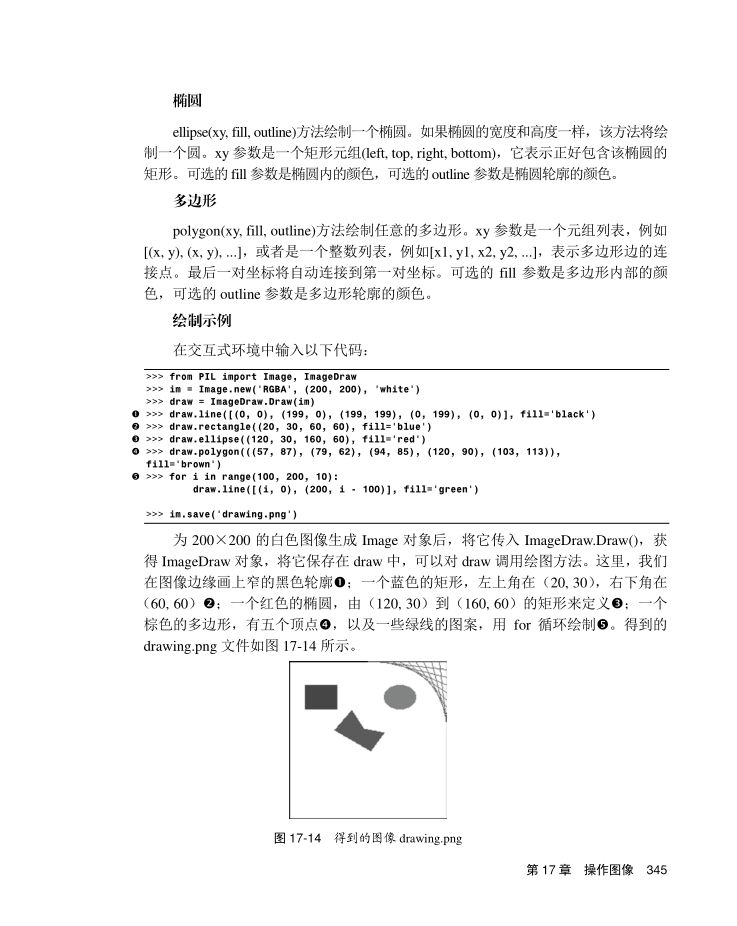 椭圆
ellipse(xy, fill, outline)方法绘制一个椭圆。如果椭圆的宽度和高度一样，该方法将绘
制一个圆。xy 参数是一个矩形元组(left, top, right, bottom)，它表示正好包含该椭圆的
矩形。可选的 fill 参数是椭圆内的颜色，可选的 outline 参数是椭圆轮廓的颜色。
多边形
polygon(xy, fill, outline)方法绘制任意的多边形。xy 参数是一个元组列表，例如
[(x, y), (x, y), ...]，或者是一个整数列表，例如[x1, y1, x2, y2, ...]，表示多边形边的连
接点。最后一对坐标将自动连接到第一对坐标。可选的 fill 参数是多边形内部的颜
色，可选的 outline 参数是多边形轮廓的颜色。
绘制示例
在交互式环境中输入以下代码：
>>> from PIL import Image, ImageDraw
>>> im = Image.new('RGBA', (200, 200), 'white')
>>> draw = ImageDraw.Draw(im)
❶ >>> draw.line([(0, 0), (199, 0), (199, 199), (0, 199), (0, 0)], fill='black')
❷ >>> draw.rectangle((20, 30, 60, 60), fill='blue')
❸ >>> draw.ellipse((120, 30, 160, 60), fill='red')
❹ >>> draw.polygon(((57, 87), (79, 62), (94, 85), (120, 90), (103, 113)),
fill='brown')
❺ >>> for i in range(100, 200, 10):
draw.line([(i, 0), (200, i - 100)], fill='green')
>>> im.save('drawing.png')
为 200×200 的白色图像生成 Image 对象后，将它传入 ImageDraw.Draw()，获
得 ImageDraw 对象，将它保存在 draw 中，可以对 draw 调用绘图方法。这里，我们
在图像边缘画上窄的黑色轮廓❶；一个蓝色的矩形，左上角在（20, 30），右下角在
（60, 60）❷；一个红色的椭圆，由（120, 30）到（160, 60）的矩形来定义❸；一个
棕色的多边形，有五个顶点❹，以及一些绿线的图案，用 for 循环绘制❺。得到的
drawing.png 文件如图 17-14 所示。
图 17-14 得到的图像 drawing.png
第 17 章 操作图像 345